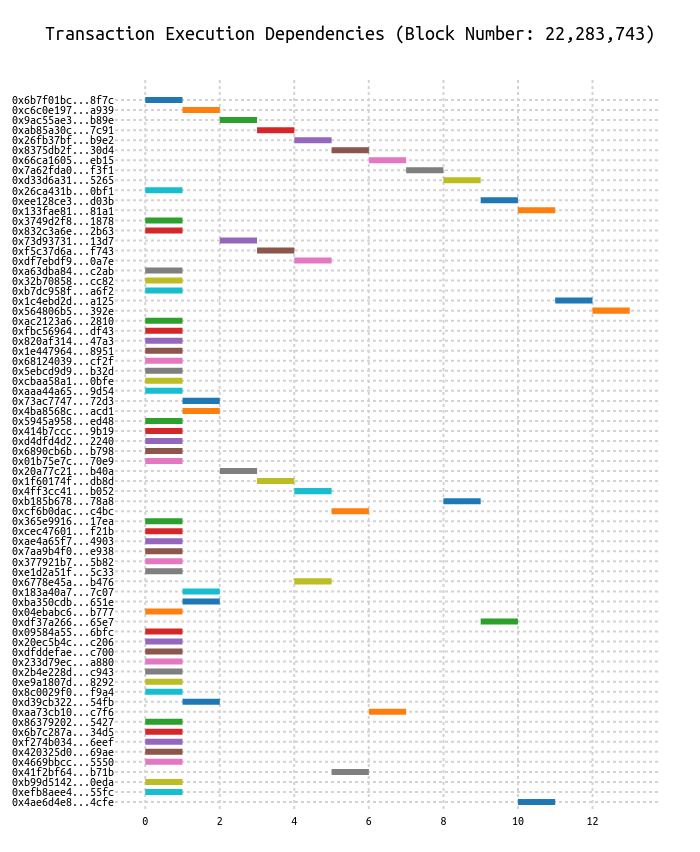 Transaction Execution Dependencies (Block Number: 22,283,743)
0x6b7f01bc...8f7c
0xc6c0e197...a939
0x9ac55ae3...b89e
0xab85a30c...7c91
0x26fb37bf...b9e2
0x8375db2f...30d4
0x66ca1605...eb15
0x7a62fda0...f3f1
0xd33d6a31...5265
0x26ca431b...0bf1
0xee128ce3...d03b
0x133fae81...81a1
0x3749d2f8...1878
0x832c3a6e...2b63
0x73d93731...13d7
0xf5c37d6a...f743
0xdf7ebdf9...0a7e
0xa63dba84...c2ab
0x32b70858...cc82
0xb7dc958f...a6f2
0x1c4ebd2d...a125
0x564806b5...392e
0xac2123a6...2810
0xfbc56964...df43
0x820af314...47a3
0x1e447964...8951
0x68124039...cf2f
0x5ebcd9d9...b32d
0xcbaa58a1...0bfe
0xaaa44a65...9d54
0x73ac7747...72d3
0x4ba8568c...acd1
0x5945a958...ed48
0x414b7ccc...9b19
0xd4dfd4d2...2240
0x6890cb6b...b798
0x01b75e7c...70e9
0x20a77c21...b40a
0x1f60174f...db8d
0x4ff3cc41...b052
0xb185b678...78a8
0xcf6b0dac...c4bc
0x365e9916...17ea
0xcec47601...f21b
0xae4a65f7...4903
0x7aa9b4f0...e938
0x377921b7...5b82
0xe1d2a51f...5c33
0x6778e45a...b476
0x183a40a7...7c07
0xba350cdb...651e
0x04ebabc6...b777
0xdf37a266...65e7
0x09584a55...6bfc
0x20ec5b4c...c206
0xdfddefae...c700
0x233d79ec...a880
0x2b4e228d...c943
0xe9a1807d...8292
0x8c0029f0...f9a4
0xd39cb322...54fb
0xaa73cb10...c7f6
0x86379202...5427
0x6b7c287a...34d5
0xf274b034...6eef
0x420325d0...69ae
0x4669bbcc...5550
0x41f2bf64...b71b
0xb99d5142...0eda
0xefb8aee4...55fc
0x4ae6d4e8...4cfe
0 2 4 6 8 10 12